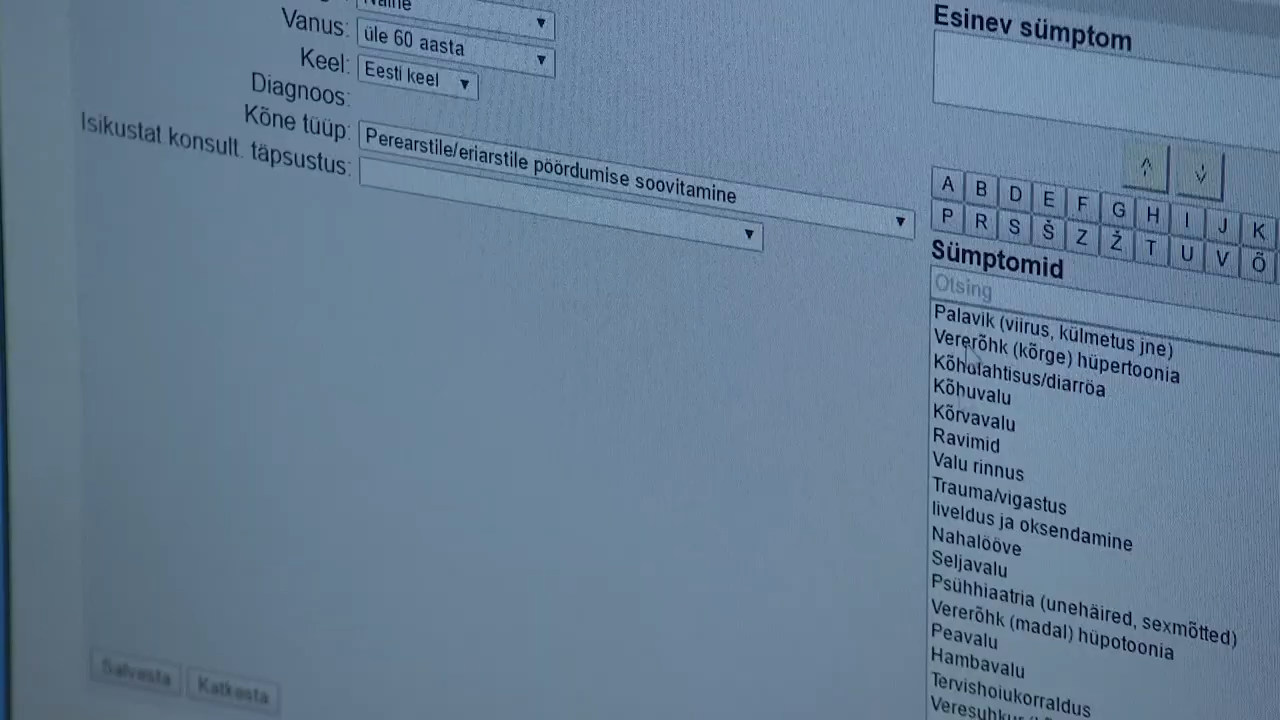 Naine
Vanus: üle 60 aasta
Keel: Eesti keel
Diagnoos:
Kõne tüüp: Perearstile/eriarstile pöördumise soovitamine
Isikustat konsult. täpsustus:
Salvesta Katkesta
Esinev sümptom
A B D E F G H I J K
P R S Š Z Ž T U V Õ
Sümptomid
Otsing
Palavik (viirus, külmetus jne)
Vererõhk (kõrge) hüpertoonia
Kõhulahtisus/diarröa
Kõhuvalu
Kõrvavalu
Ravimid
Valu rinnus
Trauma/vigastus
Iiveldus ja oksendamine
Nahalööve
Seljavalu
Psühhiaatria (unehäired, sexmõtted)
Vererõhk (madal) hüpotoonia
Peavalu
Hambavalu
Tervishoiukorraldus